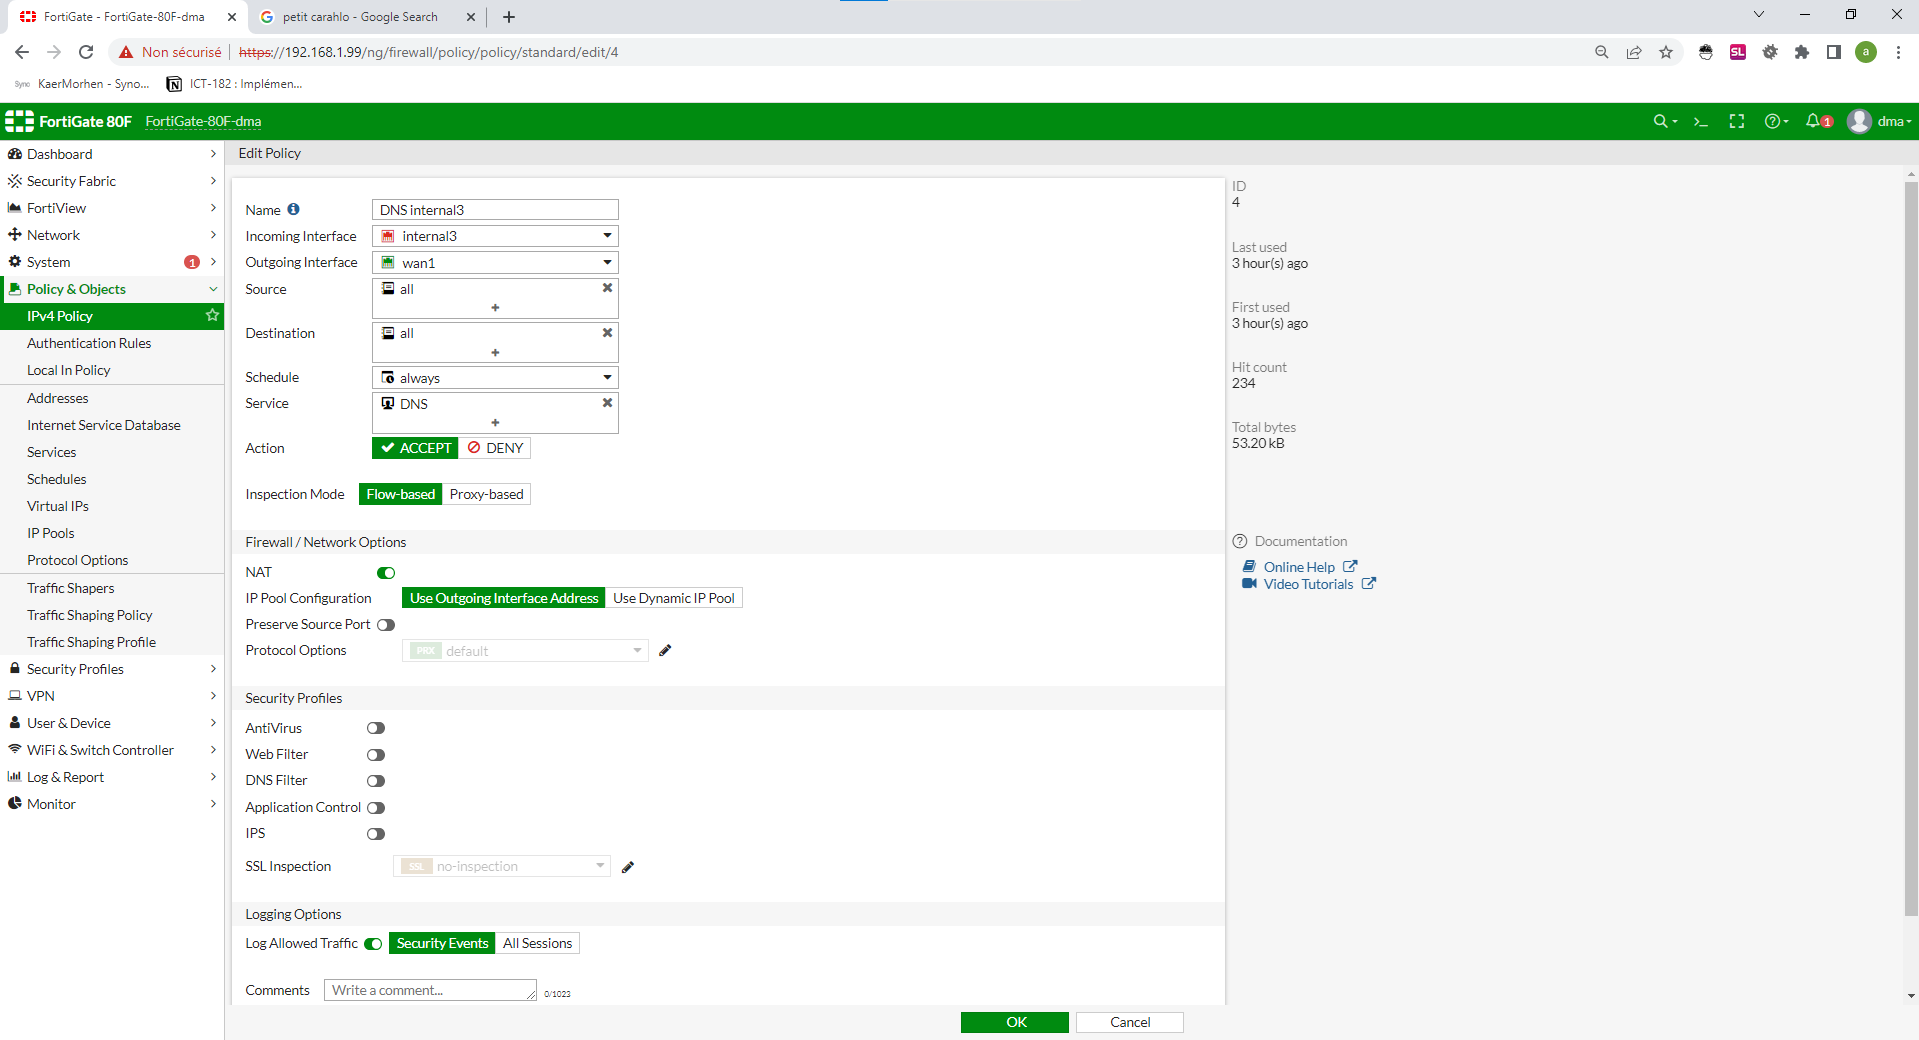 FortiGate - FortiGate-80F-dma
petit carahlo - Google Search
Non sécurisé
https://192.168.1.99/ng/firewall/policy/policy/standard/edit/4
SL
a
Sync
KaerMorhen - Syno...
ICT-182 : Implémen...
FortiGate 80F
FortiGate-80F-dma
1
dma
Dashboard
Security Fabric
FortiView
Network
System
1
Policy & Objects
IPv4 Policy
Authentication Rules
Local In Policy
Addresses
Internet Service Database
Services
Schedules
Virtual IPs
IP Pools
Protocol Options
Traffic Shapers
Traffic Shaping Policy
Traffic Shaping Profile
Security Profiles
VPN
User & Device
WiFi & Switch Controller
Log & Report
Monitor
Edit Policy
Name
DNS internal3
Incoming Interface
internal3
Outgoing Interface
wan1
Source
all
+
Destination
all
+
Schedule
always
Service
DNS
+
Action
ACCEPT
DENY
Inspection Mode
Flow-based
Proxy-based
Firewall / Network Options
NAT
IP Pool Configuration
Use Outgoing Interface Address
Use Dynamic IP Pool
Preserve Source Port
Protocol Options
PRX
default
Security Profiles
AntiVirus
Web Filter
DNS Filter
Application Control
IPS
SSL Inspection
SSL
no-inspection
Logging Options
Log Allowed Traffic
Security Events
All Sessions
Comments
Write a comment...
0/1023
OK
Cancel
ID
4
Last used
3 hour(s) ago
First used
3 hour(s) ago
Hit count
234
Total bytes
53.20 kB
Documentation
Online Help
Video Tutorials